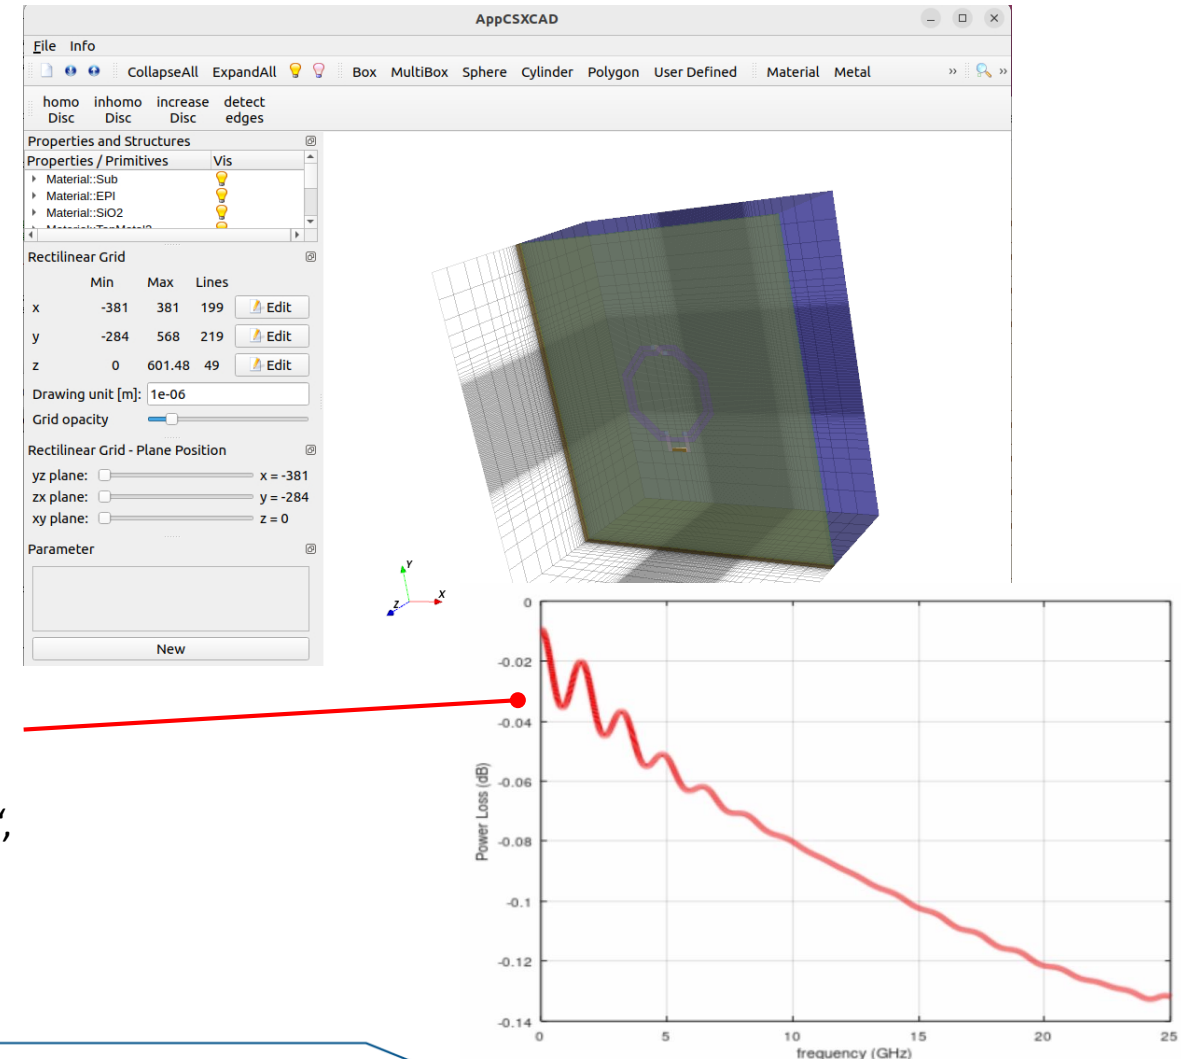 AppCSXCAD
File Info
CollapseAll ExpandAll Box MultiBox Sphere Cylinder Polygon User Defined Material Metal » »
homo inhomo increase detect
Disc Disc Disc edges
Properties and Structures
Properties / Primitives Vis
Material::Sub
Material::EPI
Material::SiO2
Material::TopMetal2
Rectilinear Grid
Min Max Lines
x -381 381 199 Edit
y -284 568 219 Edit
z 0 601.48 49 Edit
Drawing unit [m]: 1e-06
Grid opacity
Rectilinear Grid - Plane Position
yz plane: x = -381
zx plane: y = -284
xy plane: z = 0
Parameter
New
Y
X
Z
“,
0
-0.02
-0.04
-0.06
-0.08
-0.1
-0.12
-0.14
Power Loss (dB)
0 5 10 15 20 25
frequency (GHz)